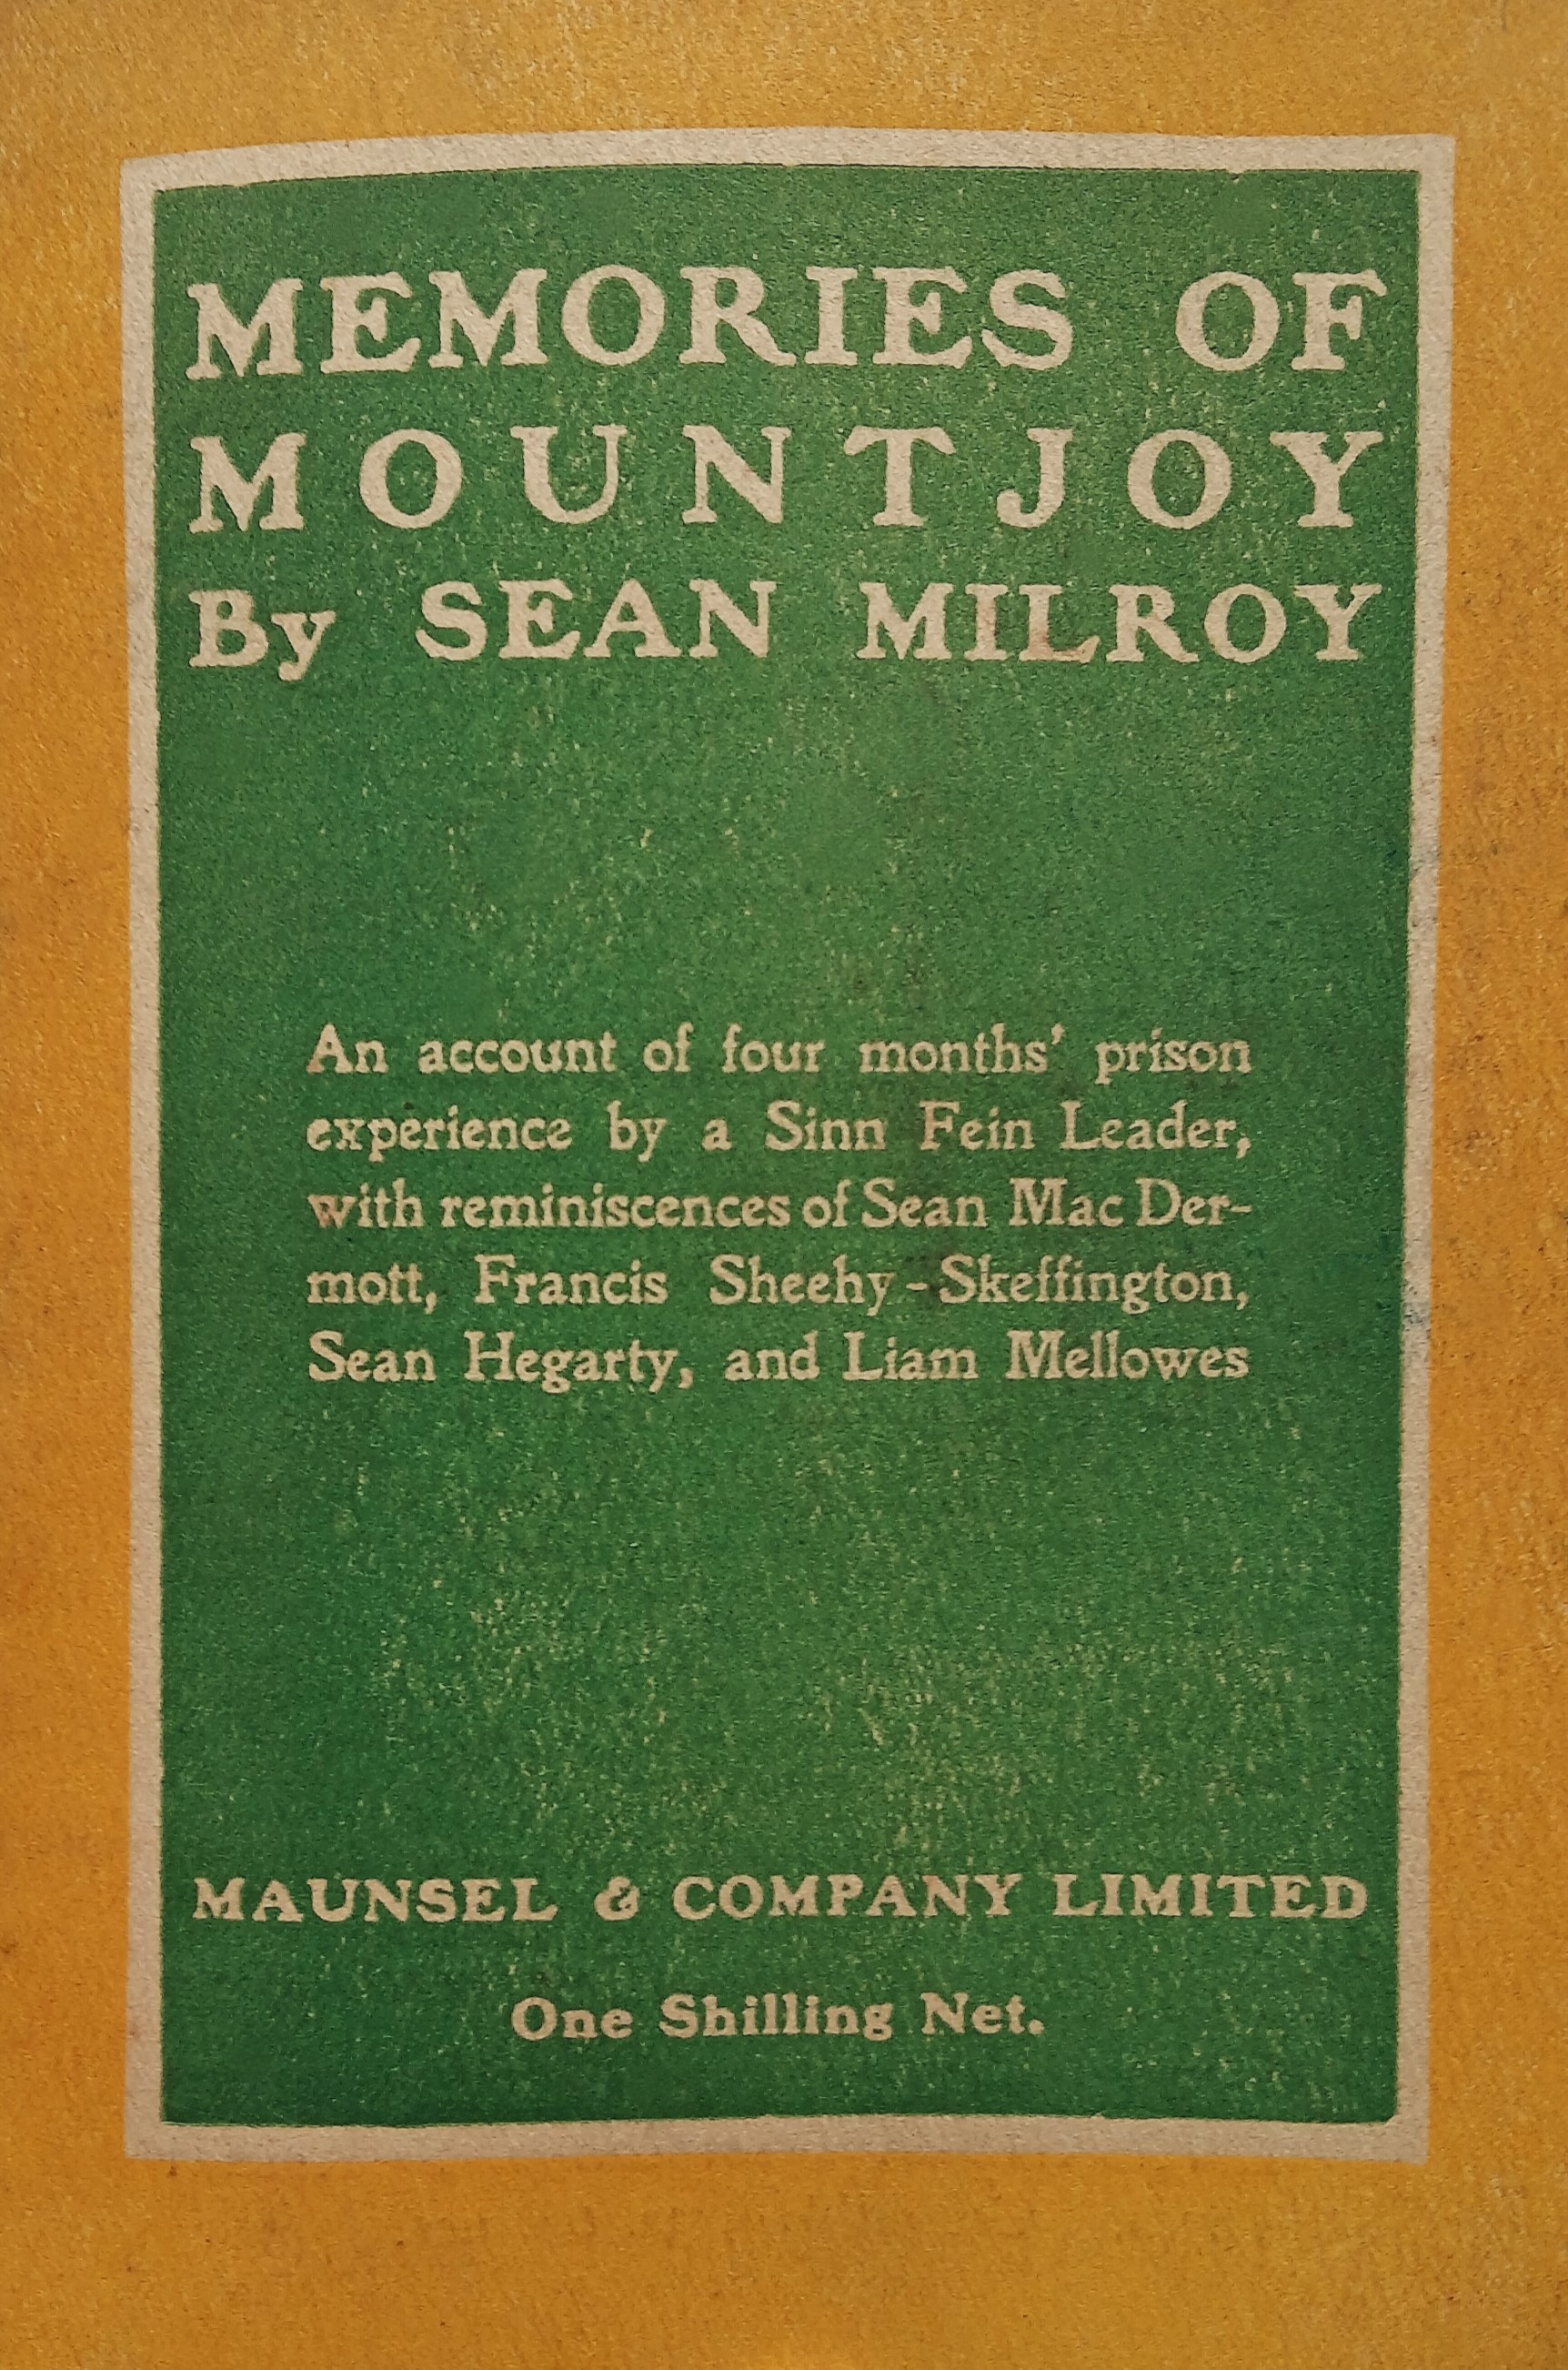 MEMORIES OF
MOUNTJOY
By SEAN MILROY
An account of four months' prison
experience by a Sinn Fein Leader,
with reminiscences of Sean Mac Der-
mott, Francis Sheehy-Skeffington,
Sean Hegarty, and Liam Mellowes
MAUNSEL & COMPANY LIMITED
One Shilling Net.